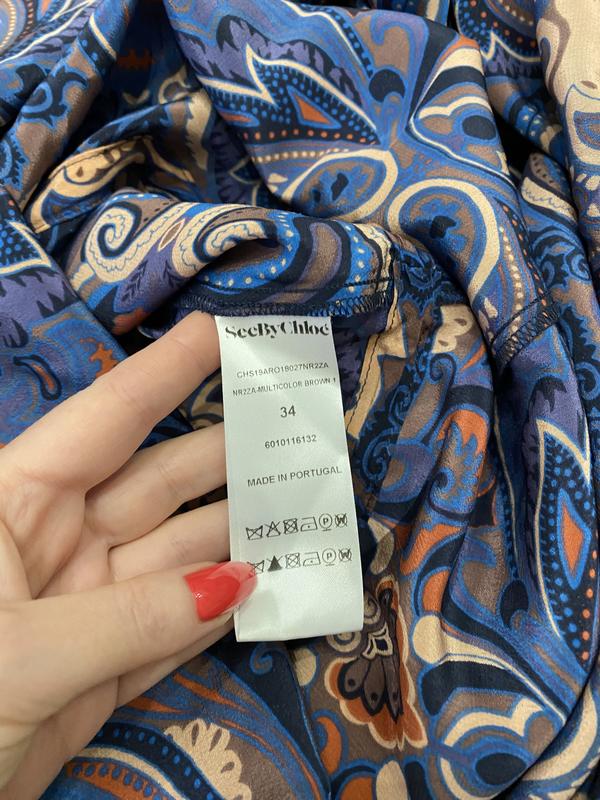 SeeByChloé
CHS19ARO18027NR2ZA
NR2ZA-MULTICOLOR BROWN 1
34
6010116132
MADE IN PORTUGAL